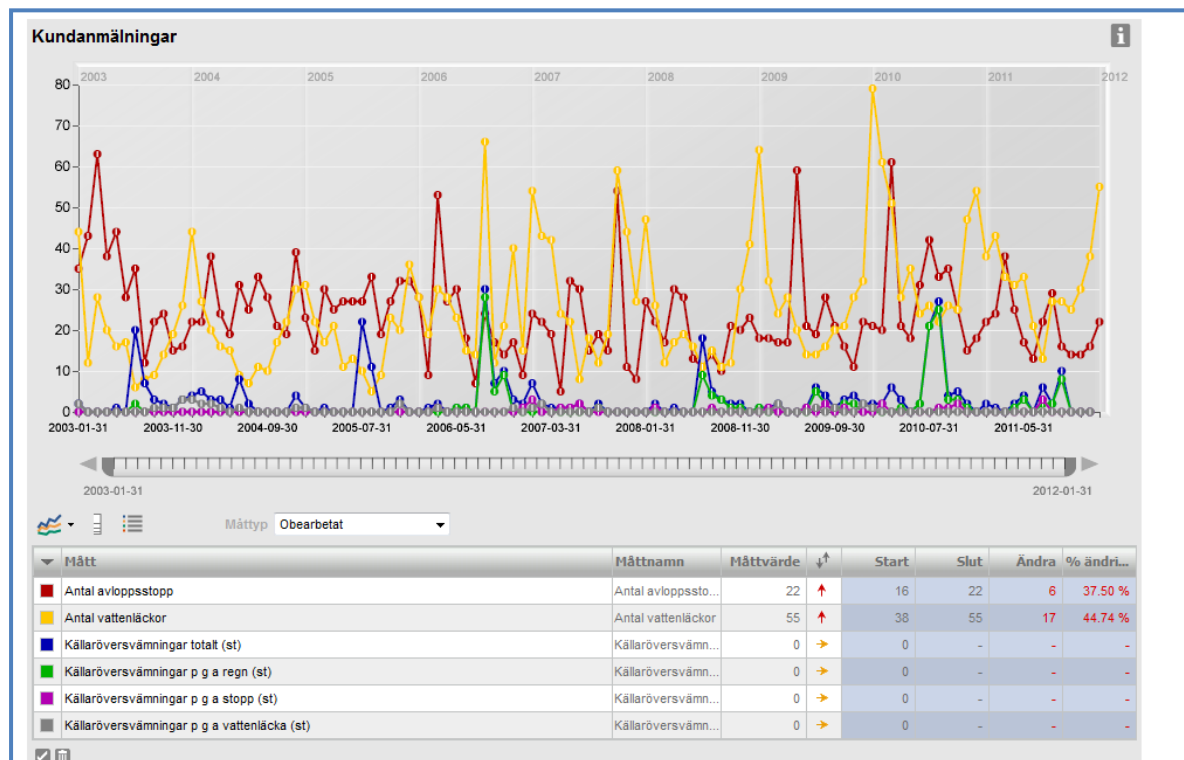 Kundanmälningar
2003 2004 2005 2006 2007 2008 2009 2010 2011 2012
80
70
60
50
40
30
20
10
0
2003-01-31 2003-11-30 2004-09-30 2005-07-31 2006-05-31 2007-03-31 2008-01-31 2008-11-30 2009-09-30 2010-07-31 2011-05-31
2003-01-31 2012-01-31
Måttyp Obearbetat
Mått Måttnamn Måttvärde Start Slut Ändra % ändri...
Antal avloppsstopp Antal avloppssto... 22 16 22 6 37.50 %
Antal vattenläckor Antal vattenläckor 55 38 55 17 44.74 %
Källaröversvämningar totalt (st) Källaröversvämn... 0 0 - - -
Källaröversvämningar p g a regn (st) Källaröversvämn... 0 0 - - -
Källaröversvämningar p g a stopp (st) Källaröversvämn... 0 0 - - -
Källaröversvämningar p g a vattenläcka (st) Källaröversvämn... 0 0 - - -